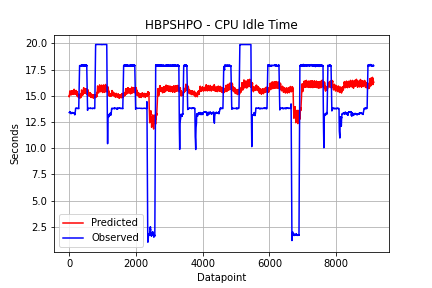 HBPSHPO - CPU Idle Time
20.0
17.5
15.0
12.5
10.0
7.5
5.0
2.5
Seconds
Predicted
Observed
0 2000 4000 6000 8000
Datapoint